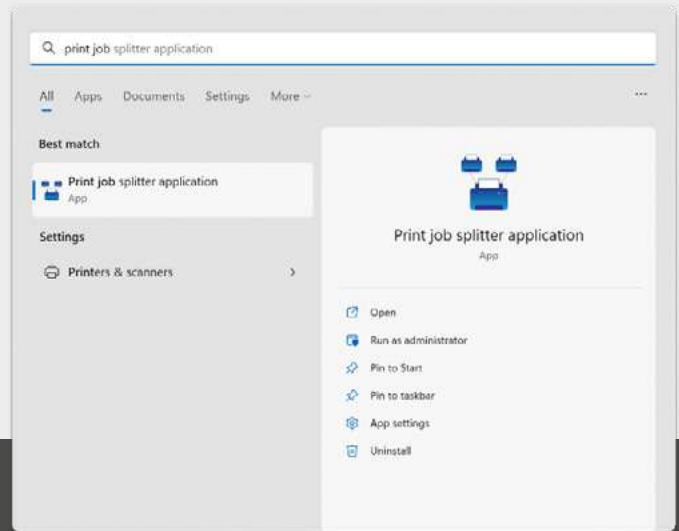 print job splitter application
All Apps Documents Settings More
Best match
Print job splitter application
App
Settings
Printers & scanners
Print job splitter application
App
Open
Run as administrator
Pin to Start
Pin to taskbar
App settings
Uninstall